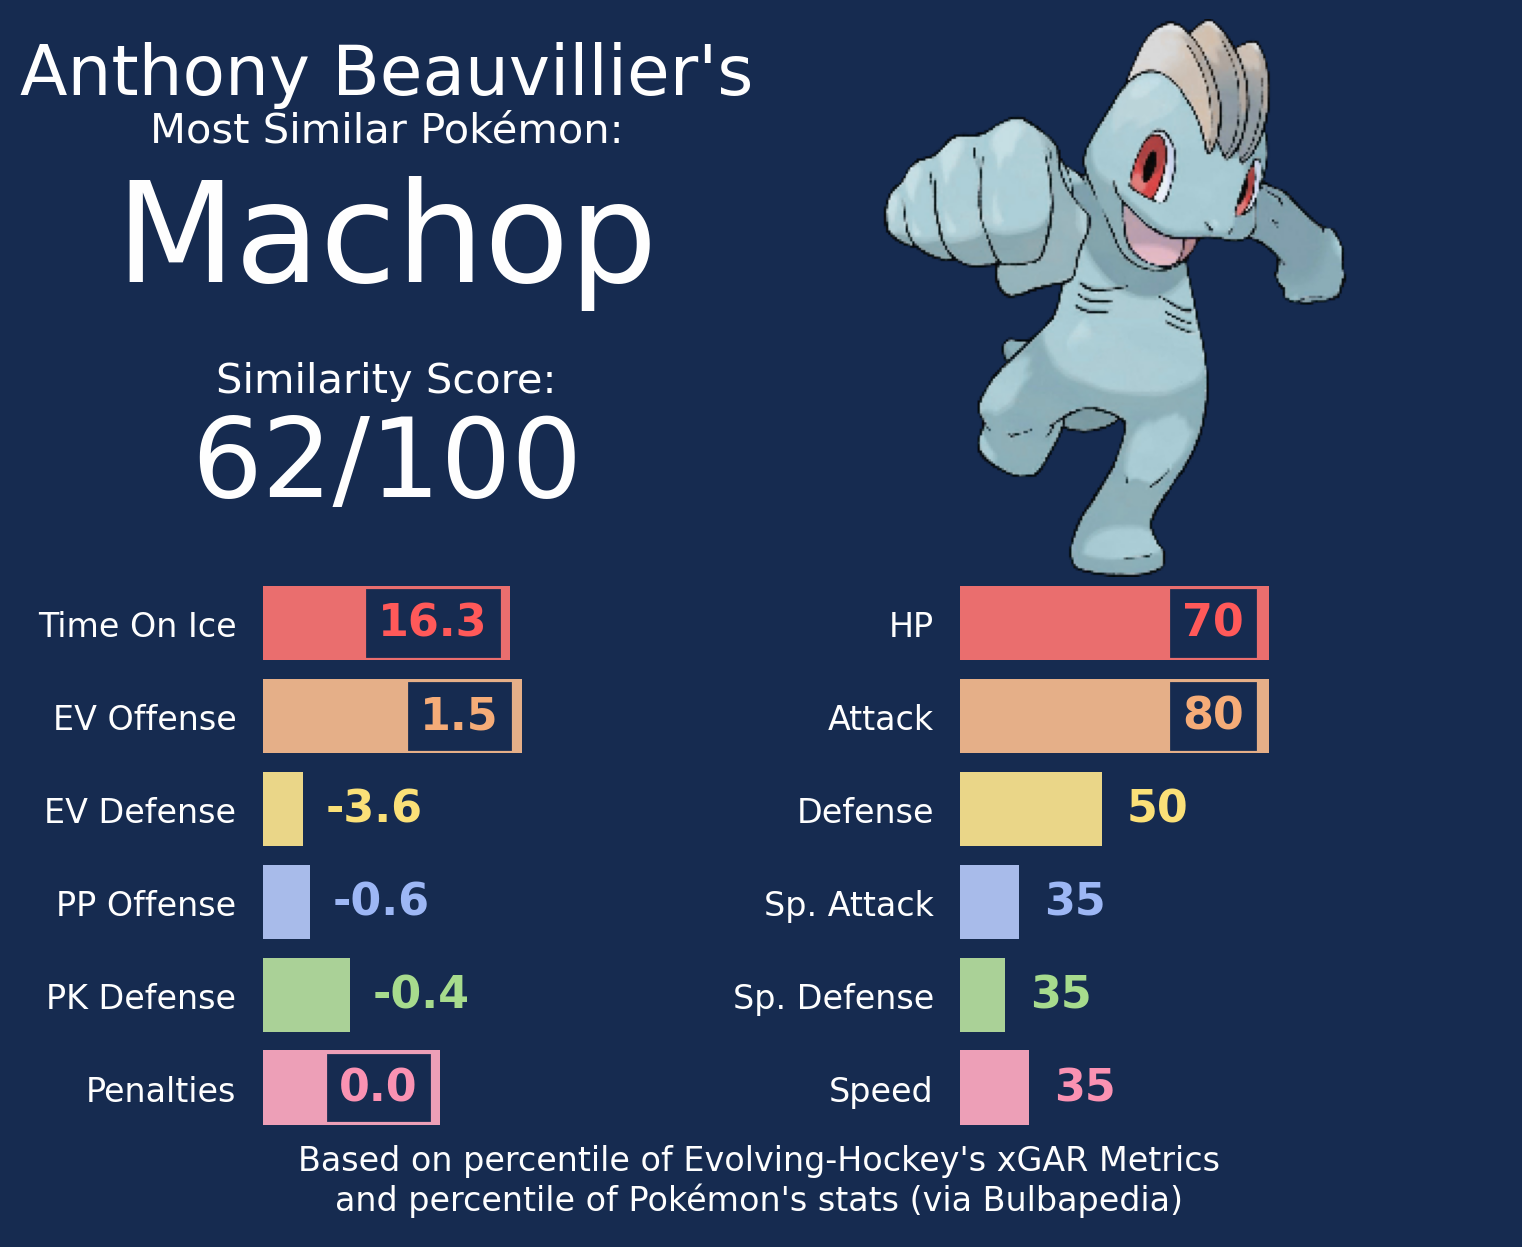 Anthony Beauvillier's
Most Similar Pokémon:
Machop
Similarity Score:
62/100
Time On Ice 16.3
EV Offense 1.5
EV Defense -3.6
PP Offense -0.6
PK Defense -0.4
Penalties 0.0
HP 70
Attack 80
Defense 50
Sp. Attack 35
Sp. Defense 35
Speed 35
Based on percentile of Evolving-Hockey's xGAR Metrics
and percentile of Pokémon's stats (via Bulbapedia)